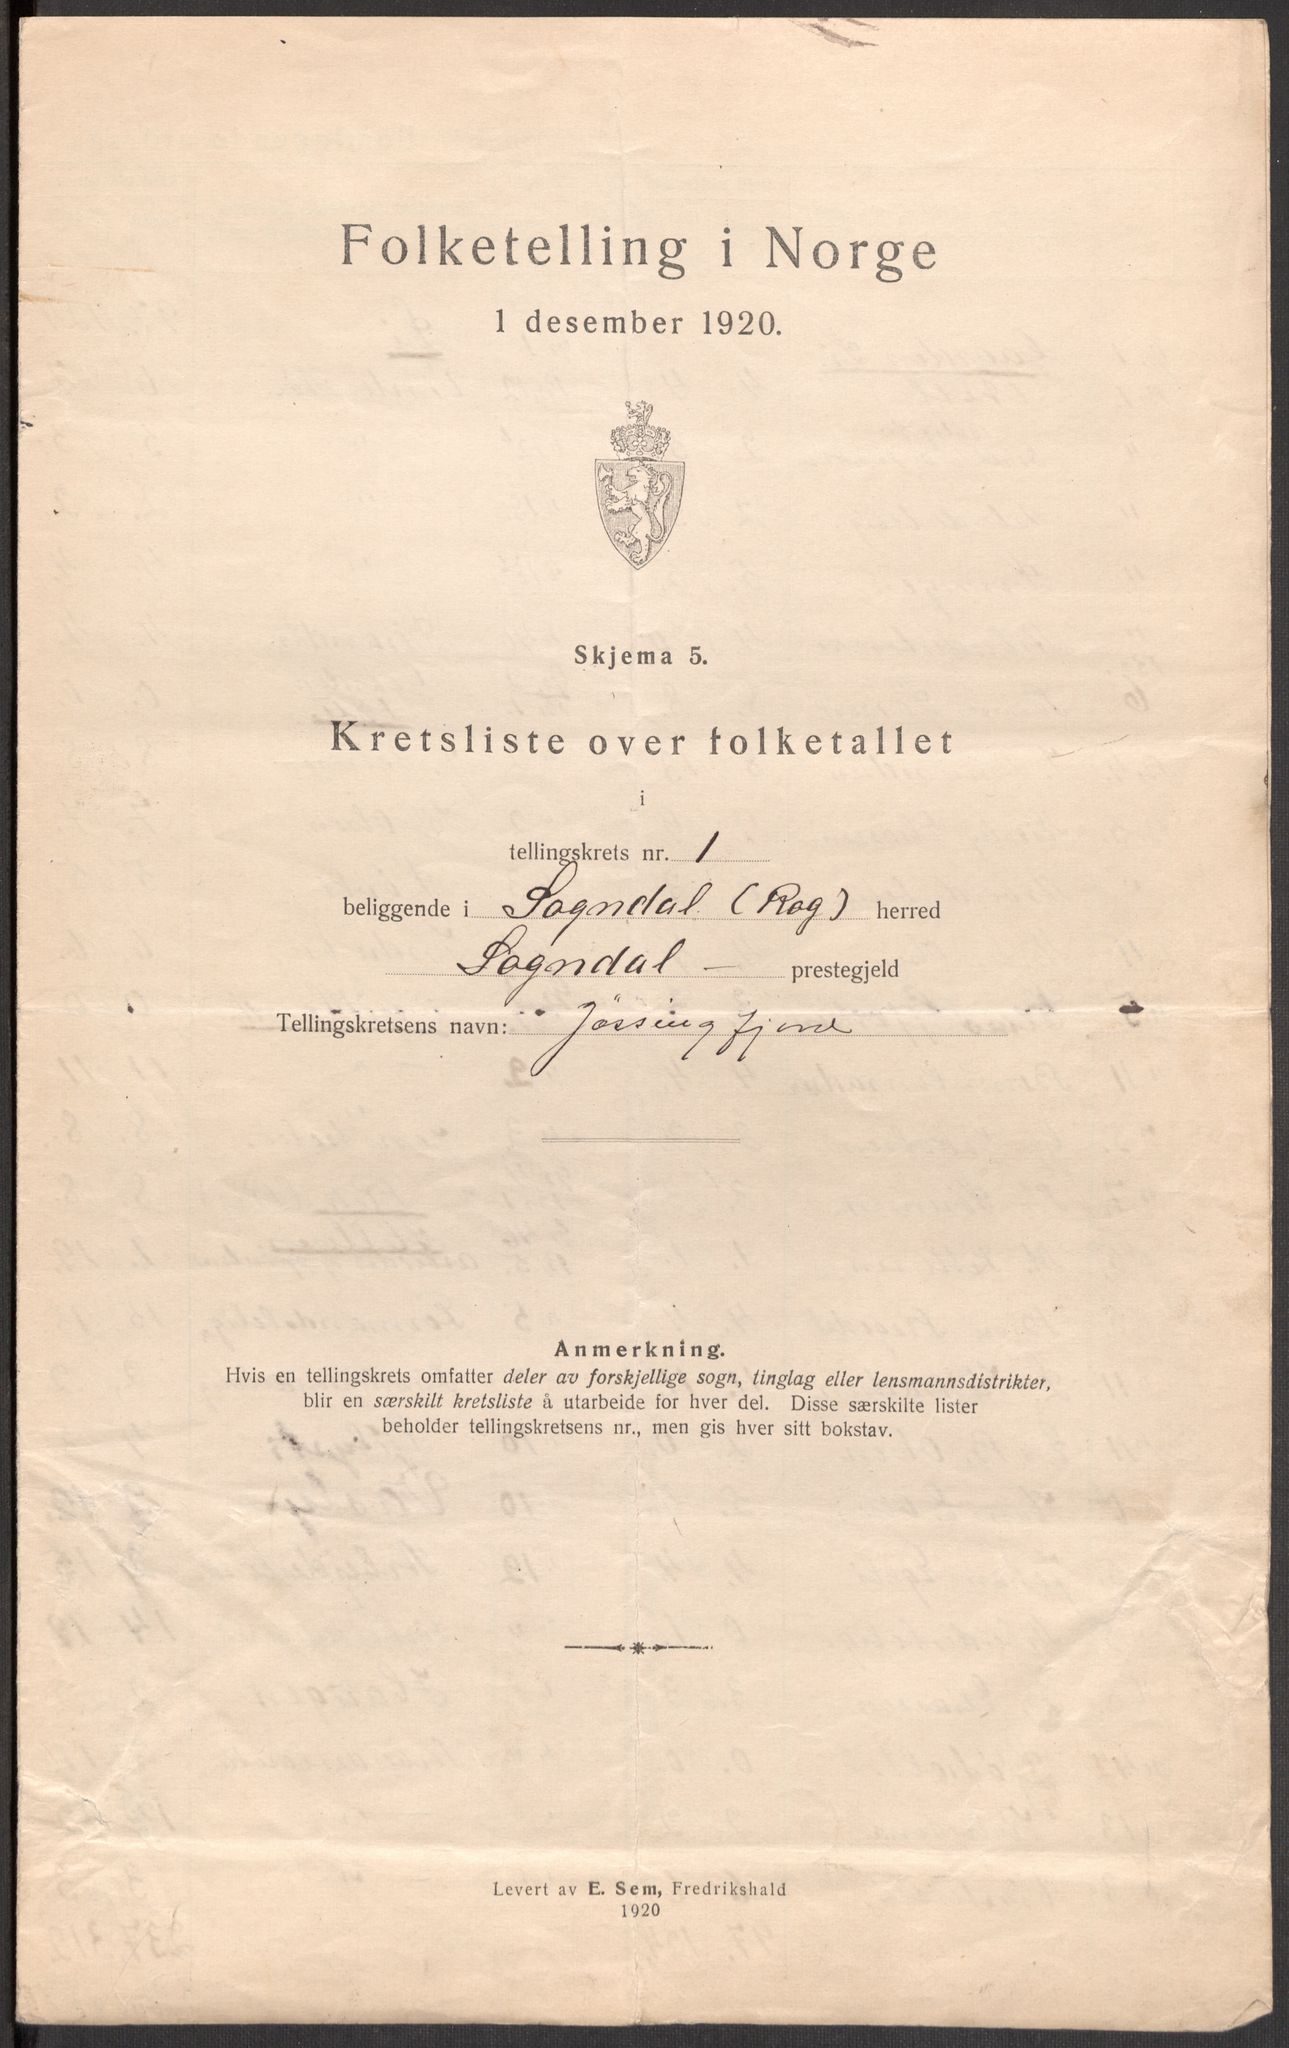 Folketelling i Norge
1 desember 1920.
Skjema 5.
Kretsliste over folketallet
i
tellingskrets nr. 1
beliggende i Sogndal (Rog) herred
Sogndal — prestegjeld
Tellingskretsens navn: Jössingfjord
Anmerkning.
Hvis en tellingskrets omfatter deler av forskjellige sogn, tinglag eller lensmannsdistrikter,
blir en særskilt kretsliste å utarbeide for hver del. Disse særskilte lister
beholder tellingskretsens nr., men gis hver sitt bokstav.
Levert av E. Sem, Fredrikshald
1920